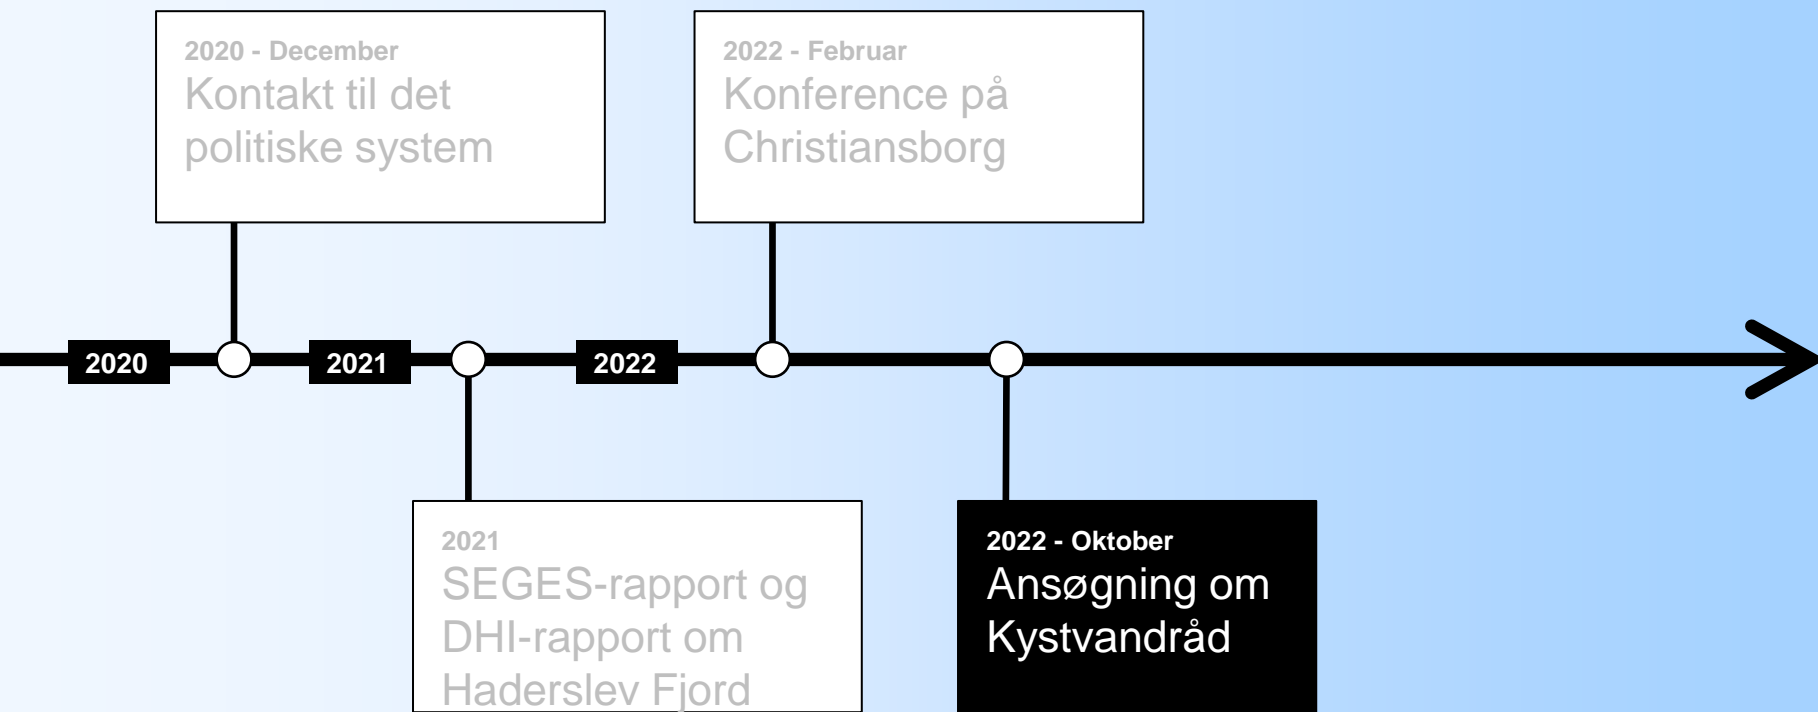 2020 - December
Kontakt til det
politiske system
2022 - Februar
Konference på
Christiansborg
2020
2021
2022
2021
SEGES-rapport og
DHI-rapport om
Haderslev Fjord
2022 - Oktober
Ansøgning om
Kystvandråd